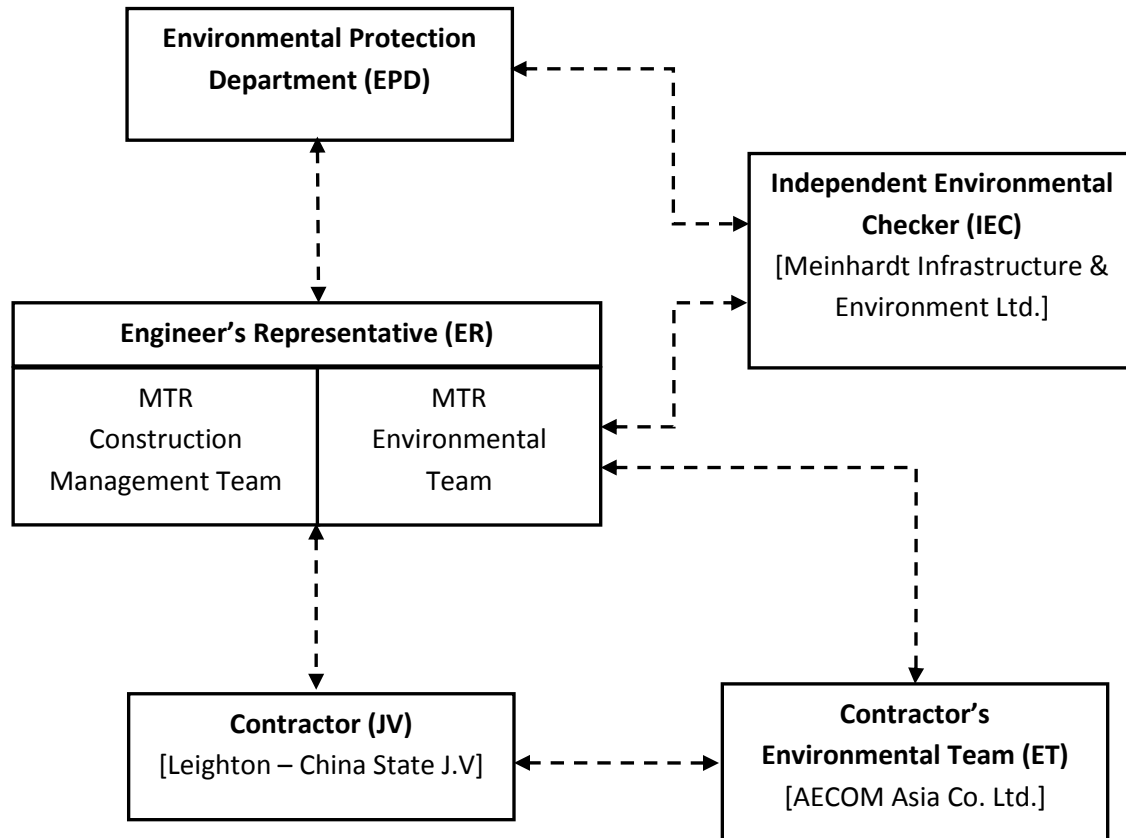 Environmental Protection
Department (EPD)
Independent Environmental
Checker (IEC)
[Meinhardt Infrastructure &
Environment Ltd.]
Engineer’s Representative (ER)
MTR
Construction
Management Team
MTR
Environmental
Team
Contractor (JV)
[Leighton – China State J.V]
Contractor’s
Environmental Team (ET)
[AECOM Asia Co. Ltd.]